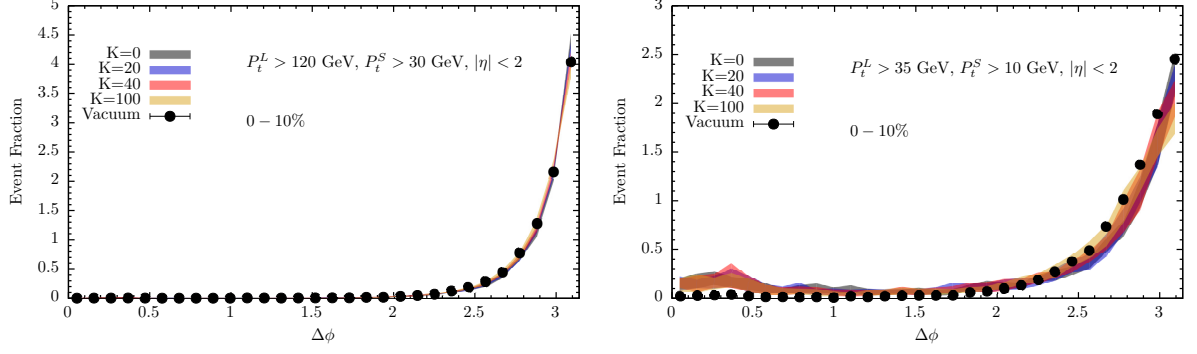 5
4.5
4
3.5
3
2.5
2
1.5
1
0.5
0
Event Fraction
K=0
K=20
K=40
K=100
Vacuum
P_t^L > 120 GeV, P_t^S > 30 GeV, |η| < 2
0 − 10%
0 0.5 1 1.5 2 2.5 3
Δϕ
3
2.5
2
1.5
1
0.5
0
Event Fraction
K=0
K=20
K=40
K=100
Vacuum
P_t^L > 35 GeV, P_t^S > 10 GeV, |η| < 2
0 − 10%
0 0.5 1 1.5 2 2.5 3
Δϕ